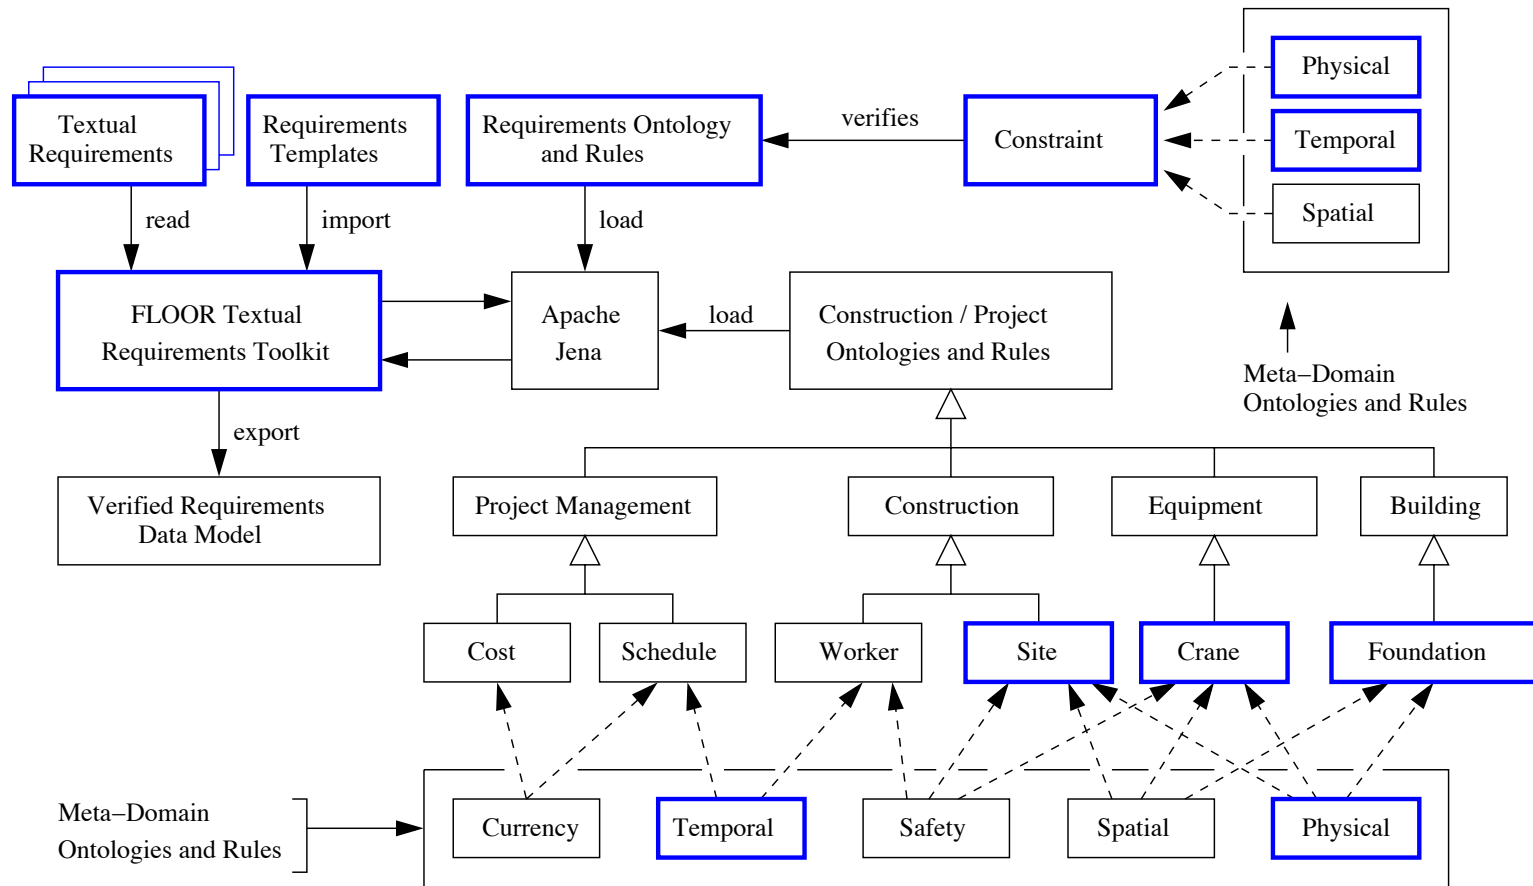 Physical
Textual
Requirements
Requirements
Templates
Requirements Ontology
and Rules
verifies
Constraint
Temporal
Spatial
read
import
load
FLOOR Textual
Requirements Toolkit
Apache
Jena
load
Construction / Project
Ontologies and Rules
Meta–Domain
Ontologies and Rules
export
Verified Requirements
Data Model
Project Management
Construction
Equipment
Building
Cost
Schedule
Worker
Site
Crane
Foundation
Meta–Domain
Ontologies and Rules
Currency
Temporal
Safety
Spatial
Physical